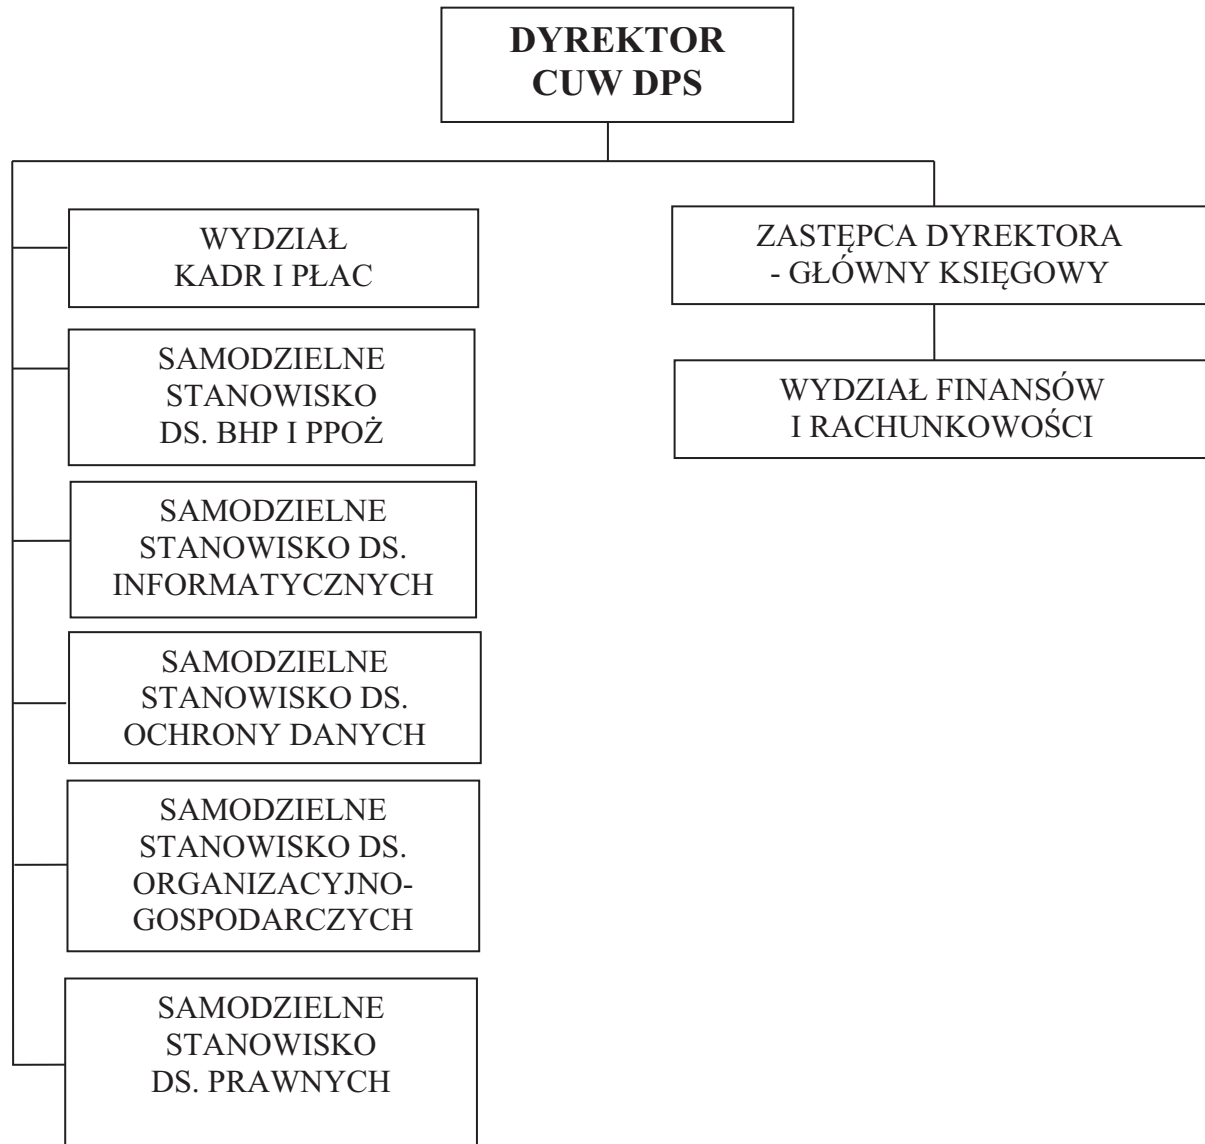 DYREKTOR
CUW DPS
WYDZIAŁ
KADR I PŁAC
SAMODZIELNE
STANOWISKO
DS. BHP I PPOŻ
SAMODZIELNE
STANOWISKO DS.
INFORMATYCZNYCH
SAMODZIELNE
STANOWISKO DS.
OCHRONY DANYCH
SAMODZIELNE
STANOWISKO DS.
ORGANIZACYJNO-
GOSPODARCZYCH
SAMODZIELNE
STANOWISKO
DS. PRAWNYCH
ZASTĘPCA DYREKTORA
- GŁÓWNY KSIĘGOWY
WYDZIAŁ FINANSÓW
I RACHUNKOWOŚCI